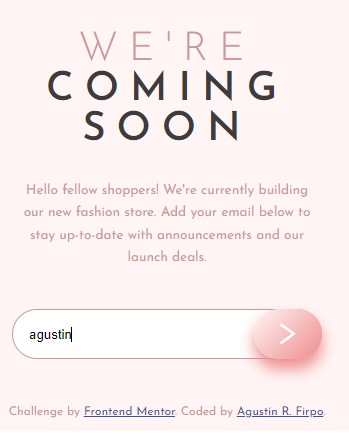 WE'RE
COMING
SOON
Hello fellow shoppers! We're currently building
our new fashion store. Add your email below to
stay up-to-date with announcements and our
launch deals.
agustin
Challenge by Frontend Mentor. Coded by Agustin R. Firpo.